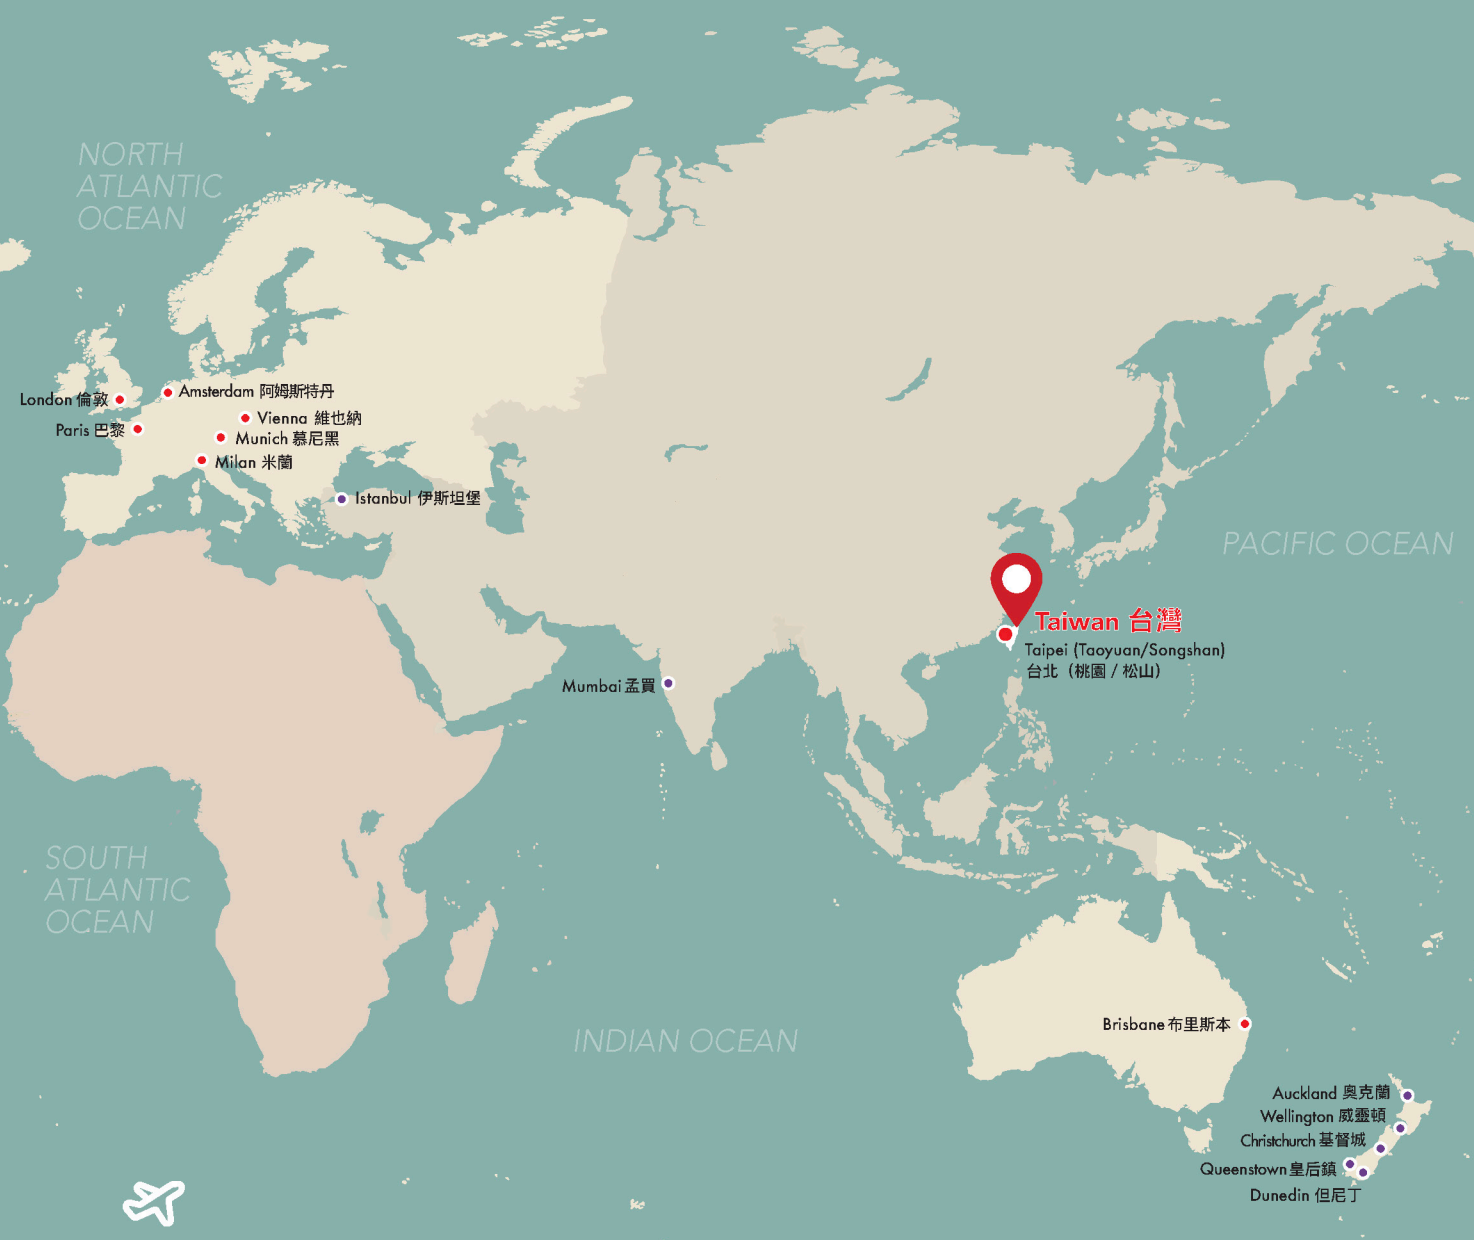 NORTH
ATLANTIC
OCEAN
London 倫敦
Amsterdam 阿姆斯特丹
Paris 巴黎
Vienna 維也納
Munich 慕尼黑
Milan 米蘭
Istanbul 伊斯坦堡
PACIFIC OCEAN
Taiwan 台灣
Taipei (Taoyuan/Songshan)
台北（桃園 / 松山）
Mumbai 孟買
SOUTH
ATLANTIC
OCEAN
INDIAN OCEAN
Brisbane 布里斯本
Auckland 奧克蘭
Wellington 威靈頓
Christchurch 基督城
Queenstown 皇后鎮
Dunedin 但尼丁